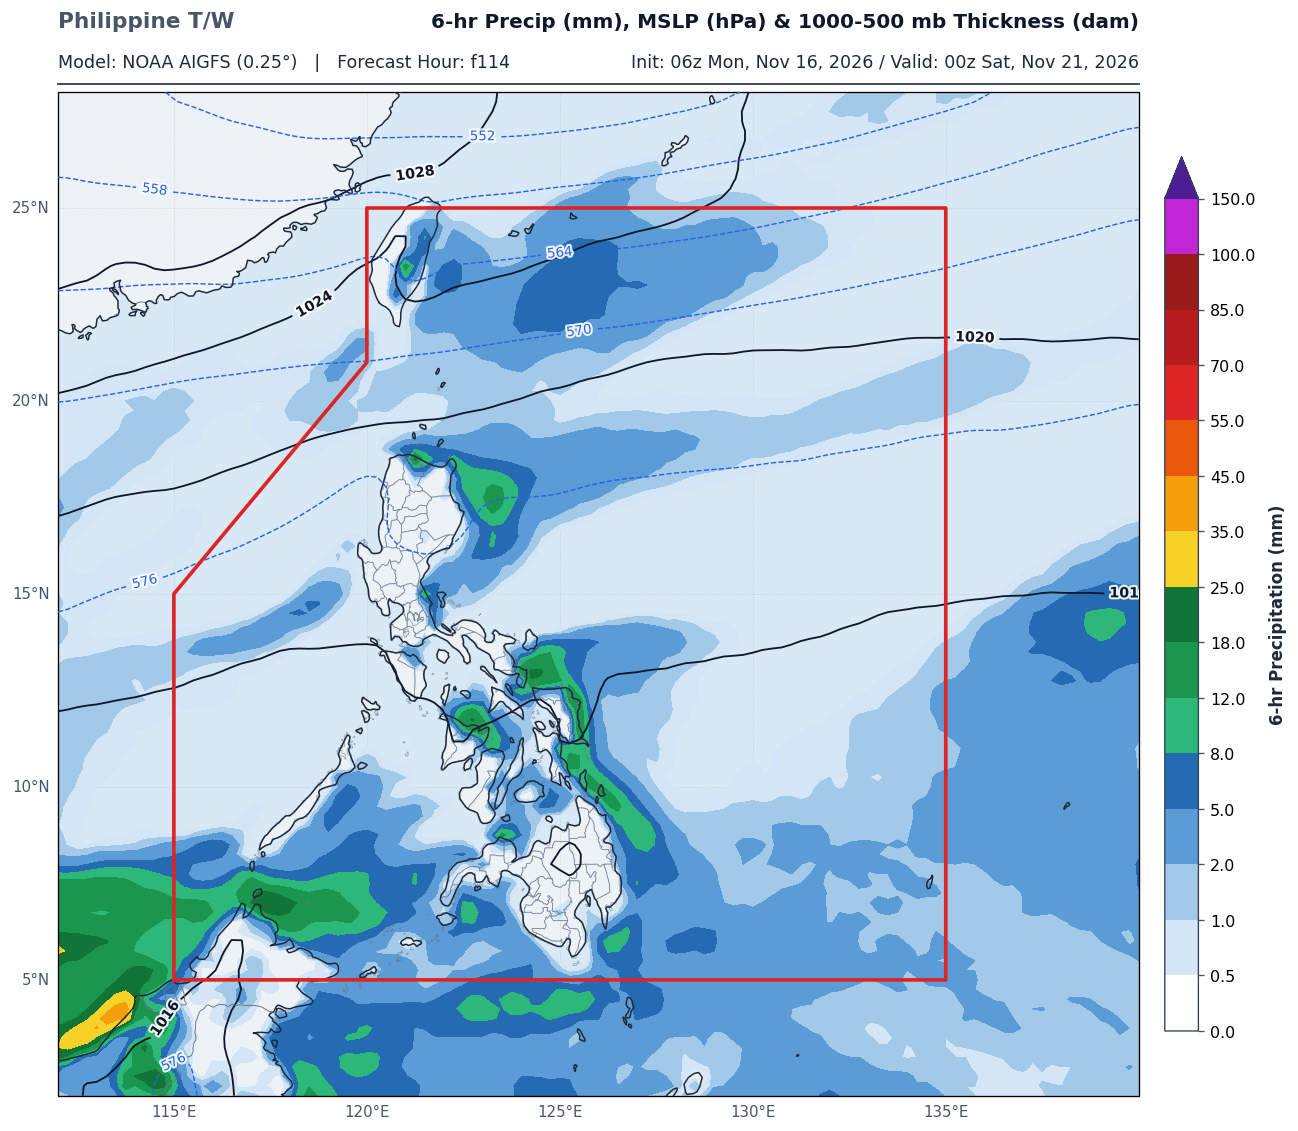 Philippine T/W
6-hr Precip (mm), MSLP (hPa) & 1000-500 mb Thickness (dam)
Model: NOAA AIGFS (0.25°) | Forecast Hour: f114
Init: 06z Mon, Nov 16, 2026 / Valid: 00z Sat, Nov 21, 2026
552
558
1028
564
1024
570
1020
576
101
1016
576
25°N
20°N
15°N
10°N
5°N
115°E
120°E
125°E
130°E
135°E
150.0
100.0
85.0
70.0
55.0
45.0
35.0
25.0
18.0
12.0
8.0
5.0
2.0
1.0
0.5
0.0
6-hr Precipitation (mm)